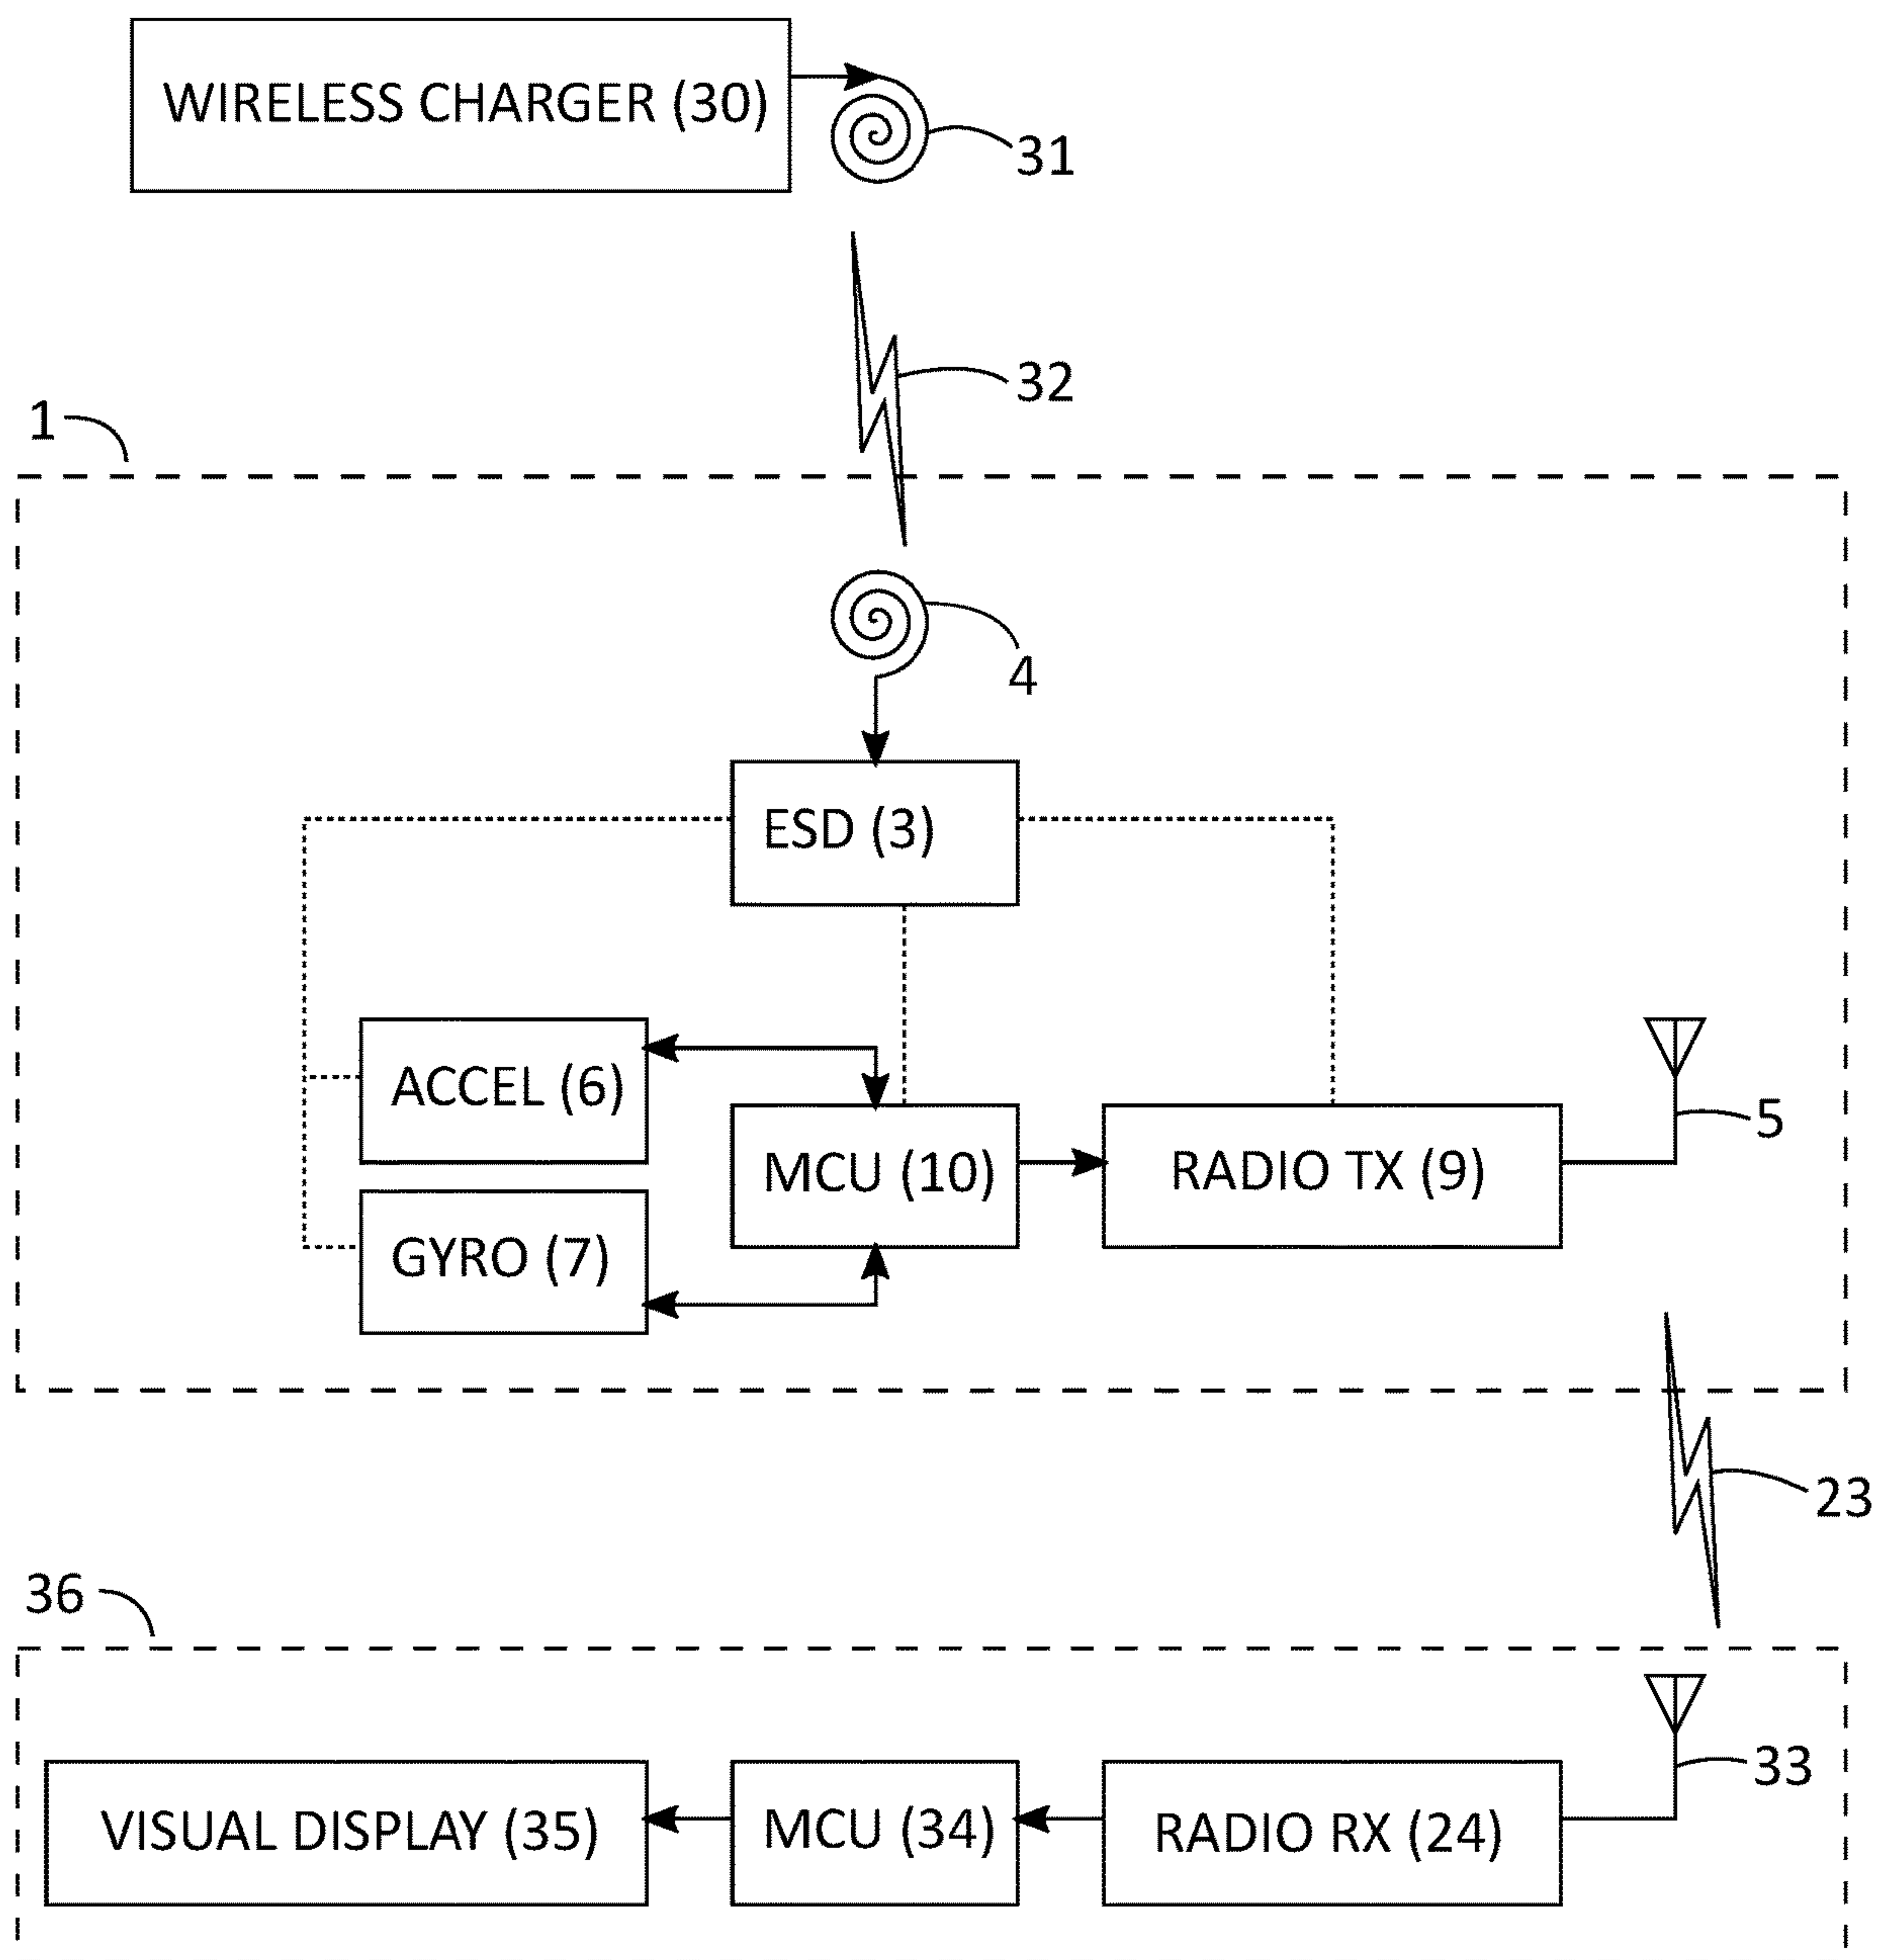 WIRELESS CHARGER (30)
31
32
1
4
ESD (3)
ACCEL (6)
5
MCU (10)
RADIO TX (9)
GYRO (7)
23
36
33
VISUAL DISPLAY (35)
MCU (34)
RADIO RX (24)